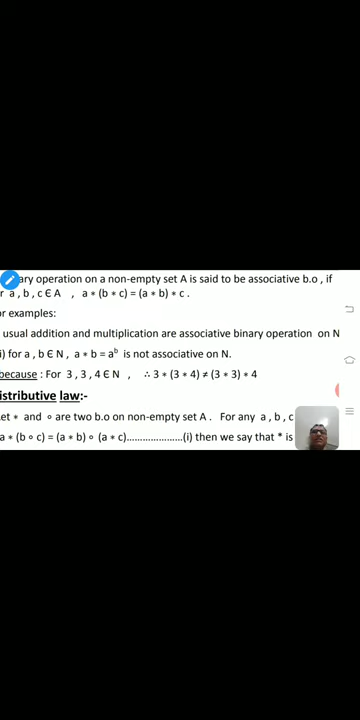 ary operation on a non-empty set A is said to be associative b.o , if
r a , b , c Є A , a ∗ (b ∗ c) = (a ∗ b) ∗ c .
or examples:
usual addition and multiplication are associative binary operation on N
i) for a , b Є N , a ∗ b = aᵇ is not associative on N.
because : For 3 , 3 , 4 Є N , ∴ 3 ∗ (3 ∗ 4) ≠ (3 ∗ 3) ∗ 4
istributive law:-
et ∗ and ∘ are two b.o on non-empty set A . For any a , b , c
a ∗ (b ∘ c) = (a ∗ b) ∘ (a ∗ c).....................(i) then we say that * is